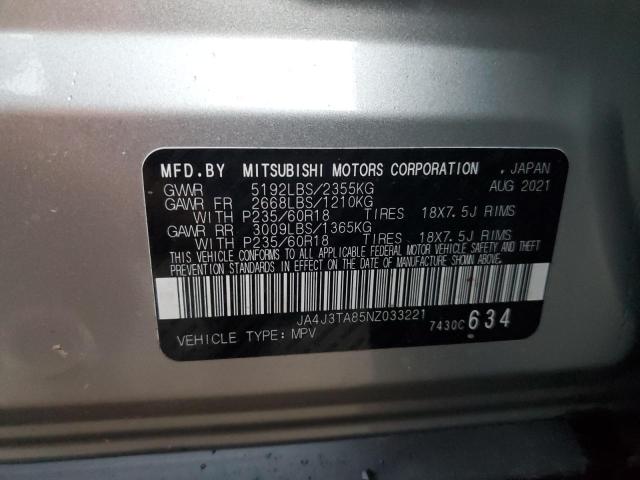 MFD.BY MITSUBISHI MOTORS CORPORATION , JAPAN
GVWR 5192LBS/2355KG AUG 2021
GAWR FR 2668LBS/1210KG
WITH P235/60R18 TIRES 18X7.5J RIMS
GAWR RR 3009LBS/1365KG
WITH P235/60R18 TIRES 18X7.5J RIMS
THIS VEHICLE CONFORMS TO ALL APPLICABLE FEDERAL MOTOR VEHICLE SAFETY AND THEFT
PREVENTION STANDARDS IN EFFECT ON THE DATE OF MANUFACTURE SHOWN ABOVE.
JA4J3TA85NZ033221 7430C 634
VEHICLE TYPE: MPV